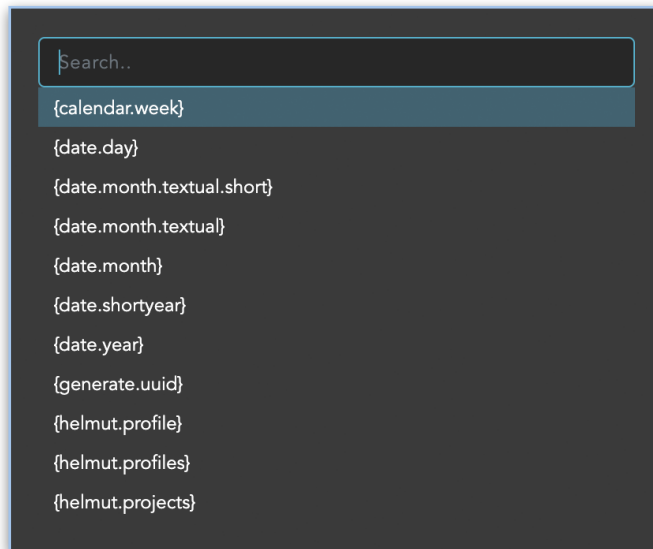 Search..
{calendar.week}
{date.day}
{date.month.textual.short}
{date.month.textual}
{date.month}
{date.shortyear}
{date.year}
{generate.uuid}
{helmut.profile}
{helmut.profiles}
{helmut.projects}